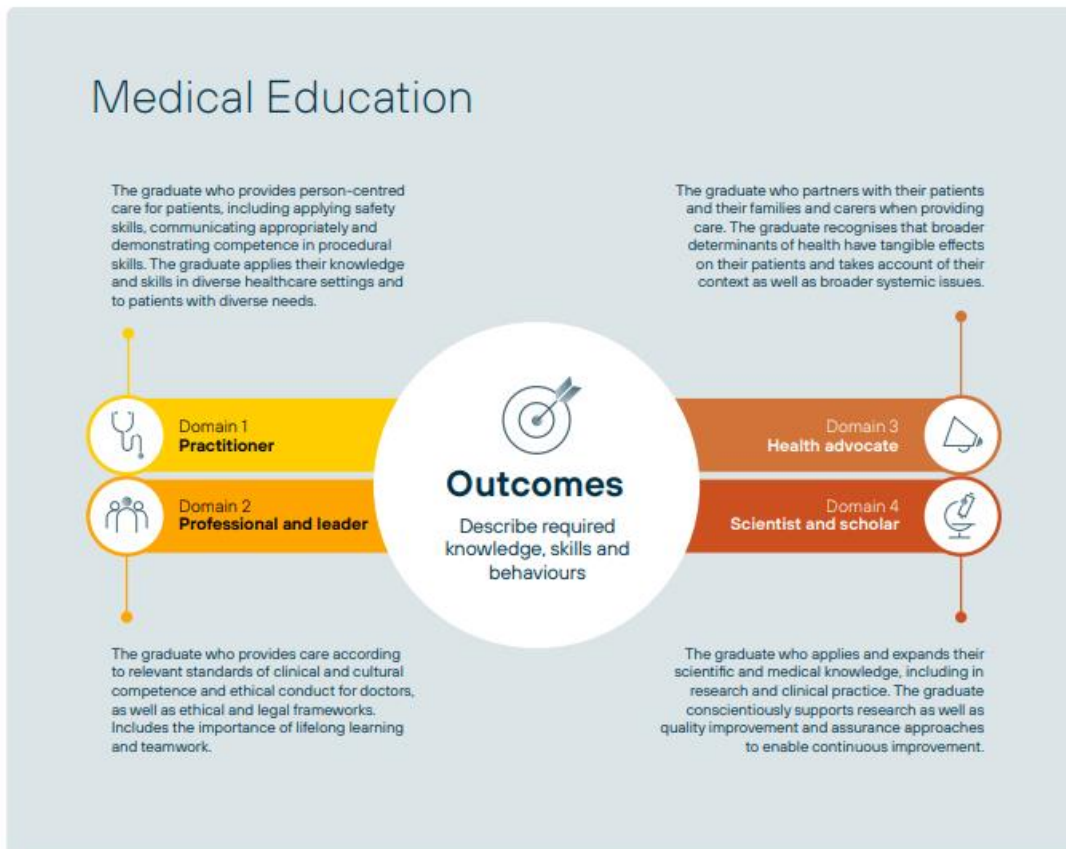 Medical Education
The graduate who provides person-centred
care for patients, including applying safety
skills, communicating appropriately and
demonstrating competence in procedural
skills. The graduate applies their knowledge
and skills in diverse healthcare settings and
to patients with diverse needs.
The graduate who partners with their patients
and their families and carers when providing
care. The graduate recognises that broader
determinants of health have tangible effects
on their patients and takes account of their
context as well as broader systemic issues.
Domain 1
Practitioner
Domain 2
Professional and leader
Outcomes
Describe required
knowledge, skills and
behaviours
Domain 3
Health advocate
Domain 4
Scientist and scholar
The graduate who provides care according
to relevant standards of clinical and cultural
competence and ethical conduct for doctors,
as well as ethical and legal frameworks.
Includes the importance of lifelong learning
and teamwork.
The graduate who applies and expands their
scientific and medical knowledge, including in
research and clinical practice. The graduate
conscientiously supports research as well as
quality improvement and assurance approaches
to enable continuous improvement.